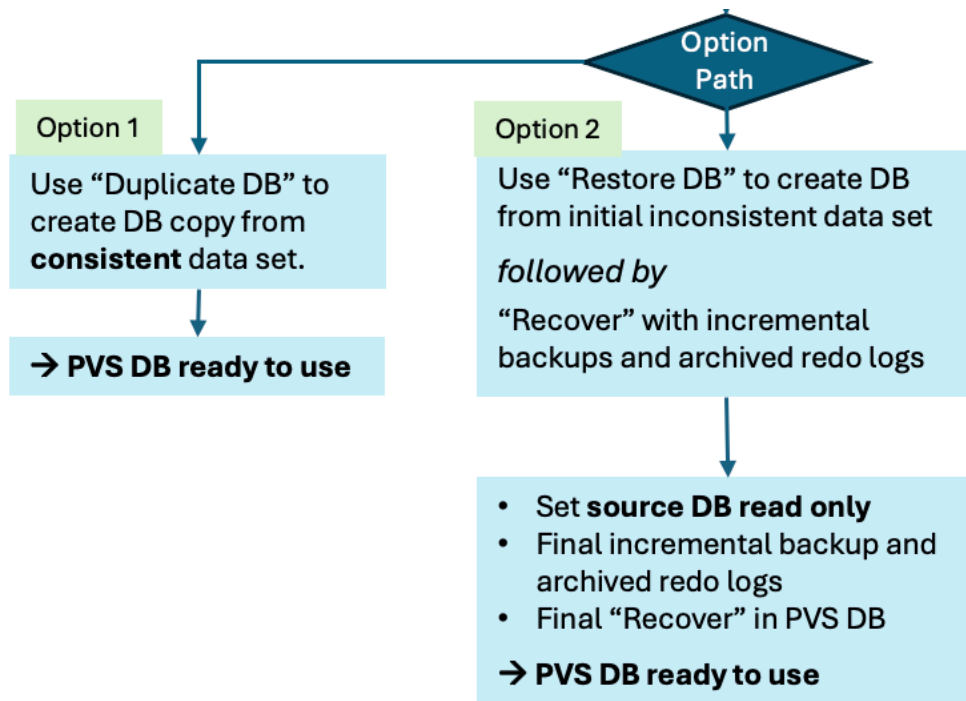 Option
Path
Option 1
Use “Duplicate DB” to
create DB copy from
consistent data set.
→ PVS DB ready to use
Option 2
Use “Restore DB” to create DB
from initial inconsistent data set
followed by
“Recover” with incremental
backups and archived redo logs
• Set source DB read only
• Final incremental backup and
archived redo logs
• Final “Recover” in PVS DB
→ PVS DB ready to use